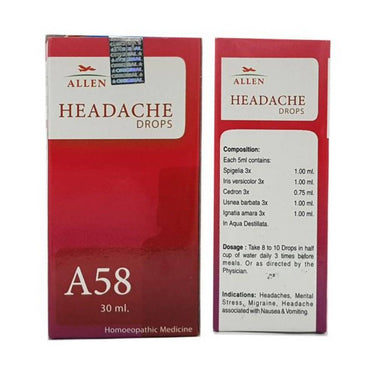 ORIGINAL
ORIGINAL
ALLEN
HEADACHE
DROPS
A58
30 ml.
Homoeopathic Medicine
ALLEN
HEADACHE
DROPS
Composition:
Each 5ml contains:
Spigelia 3x 1.00 ml.
Iris versicolor 3x 1.00 ml.
Cedron 3x 0.75 ml.
Usnea barbata 3x 1.00 ml.
Ignatia amara 3x 1.00 ml.
In Aqua Destillata.
Dosage : Take 8 to 10 Drops in half
cup of water daily 3 times before
meals. Or as directed by the
Physician.
Indications: Headaches, Mental
Stress, Migraine, Headache
associated with Nausea & Vomiting.